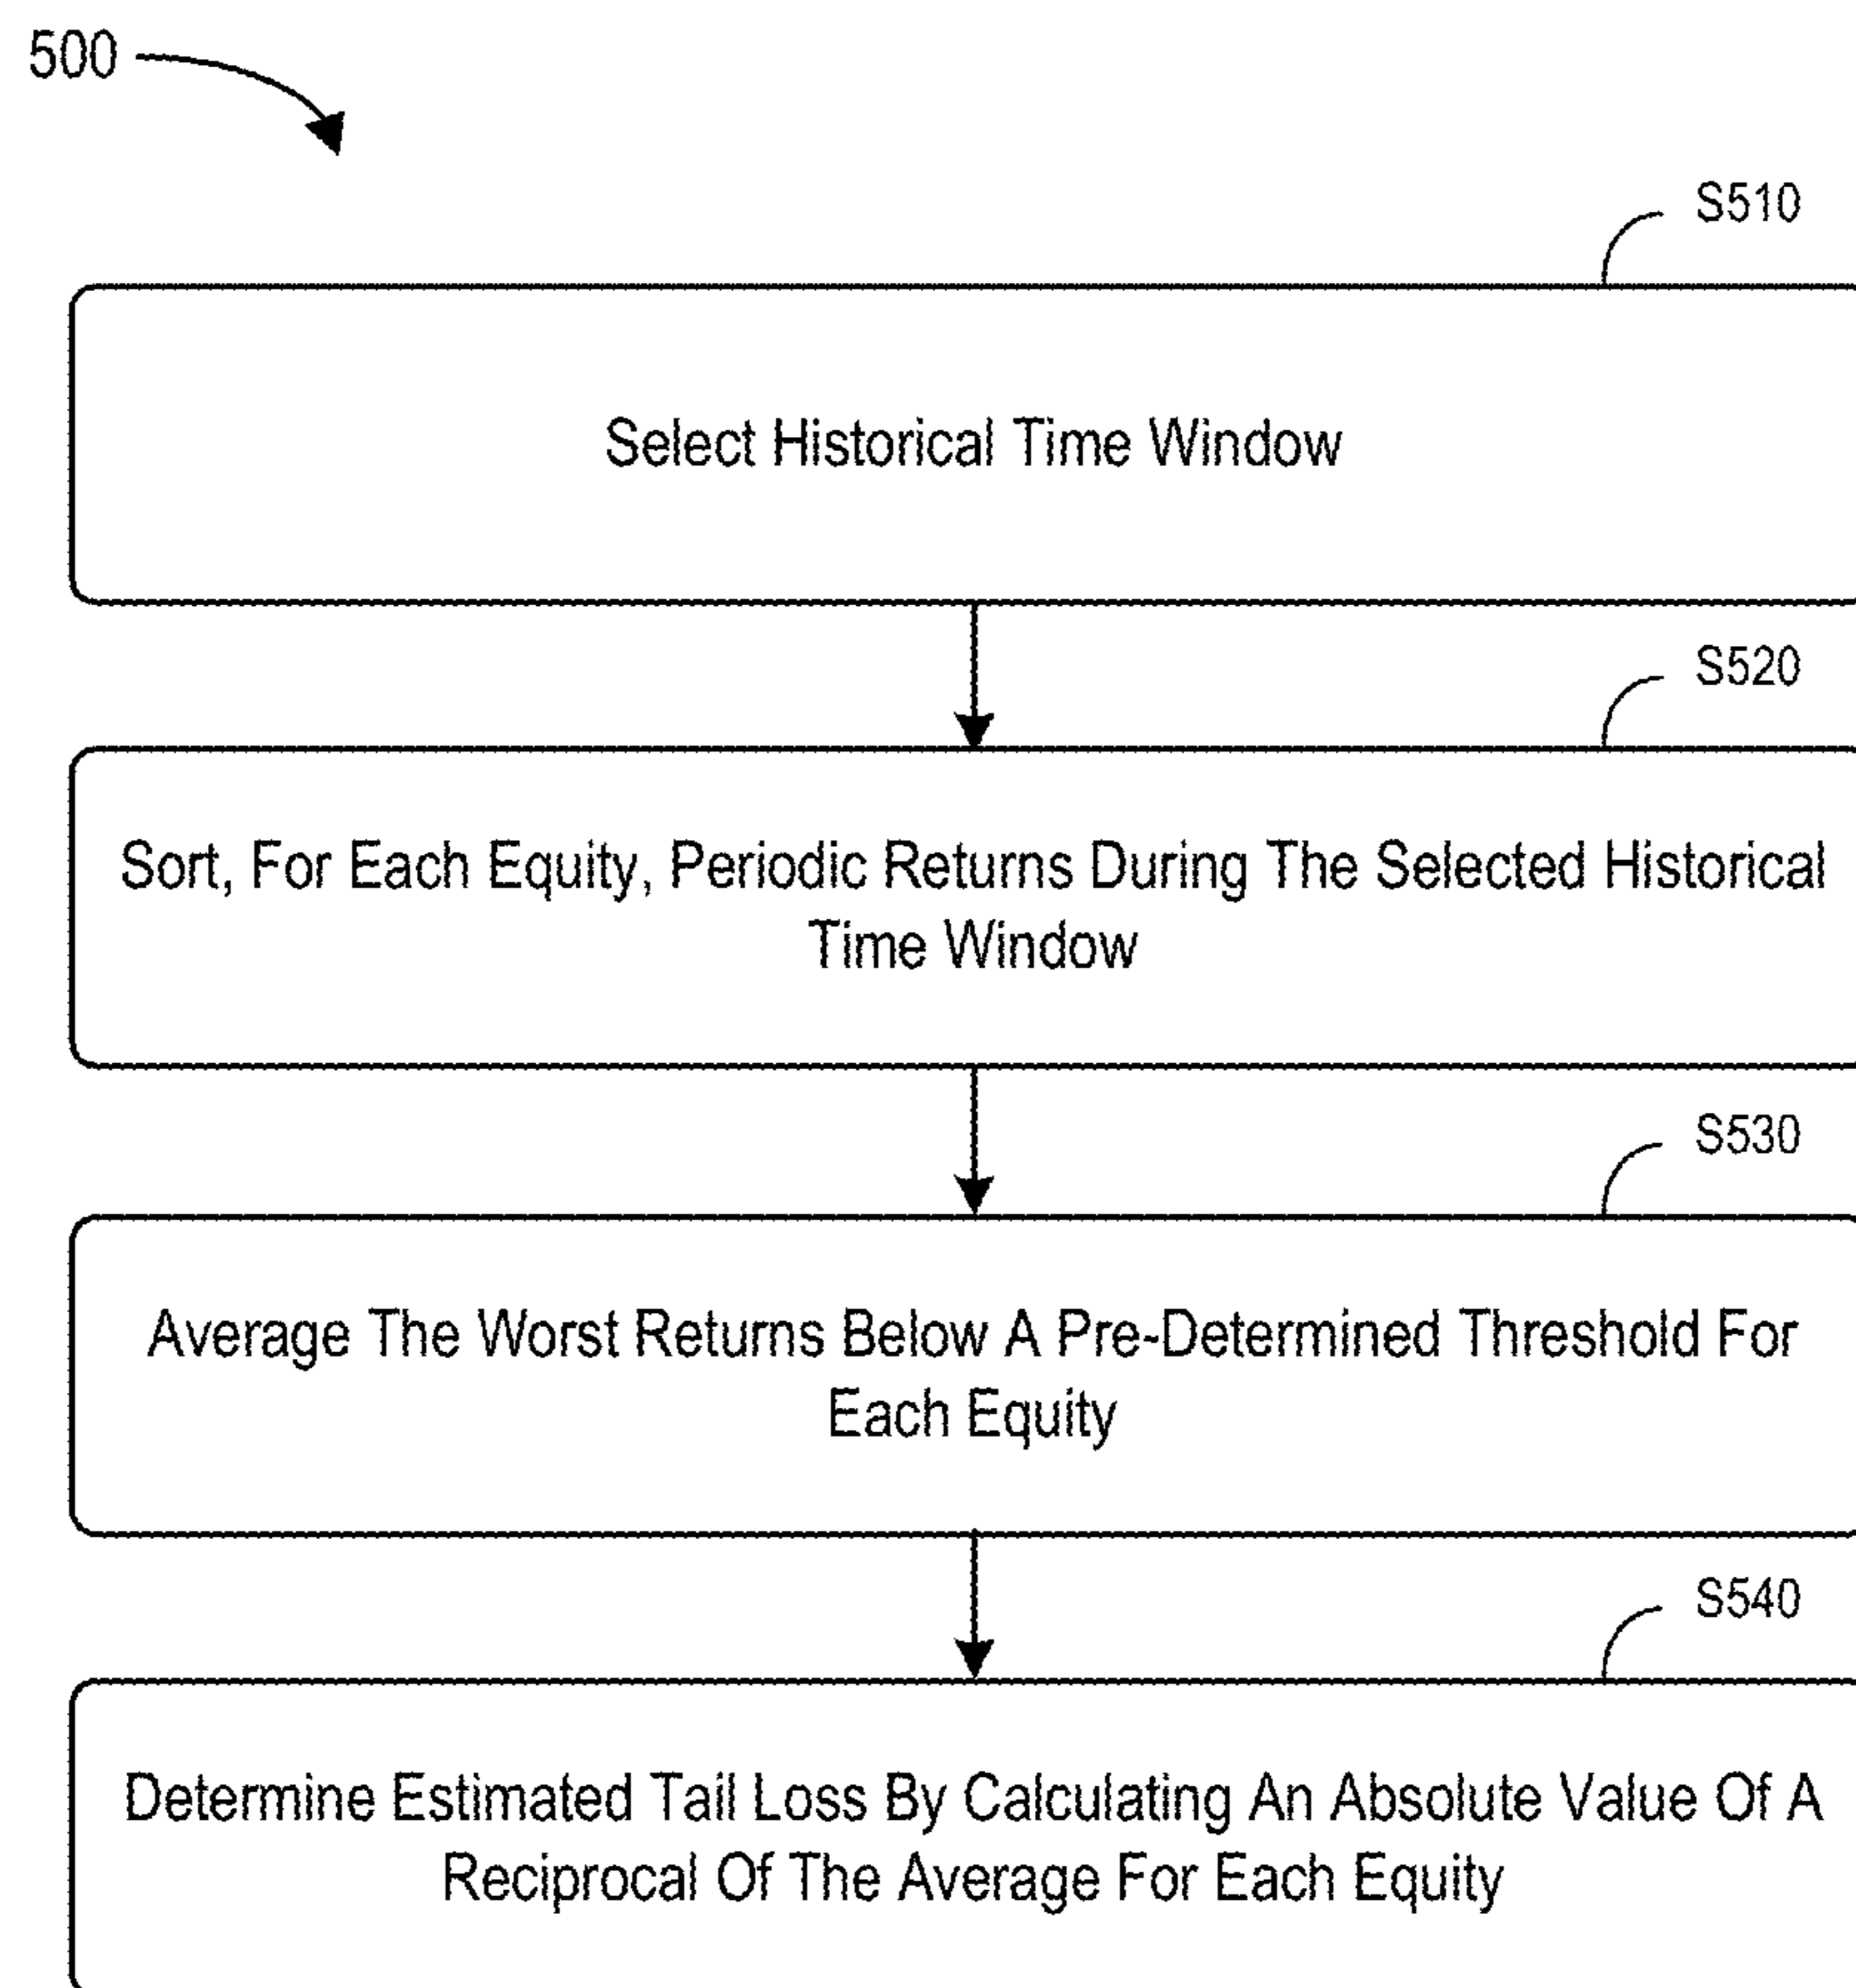 500
S510
Select Historical Time Window
S520
Sort, For Each Equity, Periodic Returns During The Selected Historical
Time Window
S530
Average The Worst Returns Below A Pre-Determined Threshold For
Each Equity
S540
Determine Estimated Tail Loss By Calculating An Absolute Value Of A
Reciprocal Of The Average For Each Equity